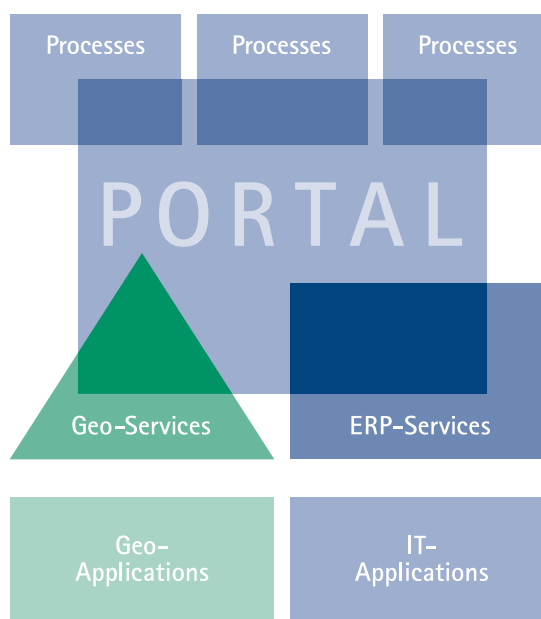 Processes Processes Processes
PORTAL
Geo-Services ERP-Services
Geo-
Applications
IT-
Applications